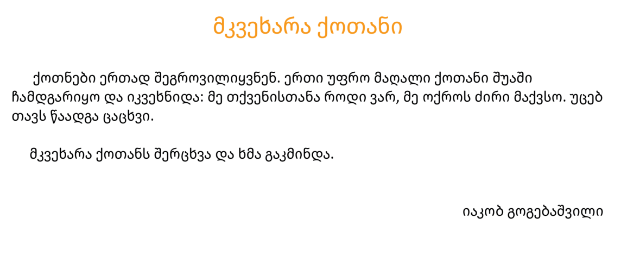 მკვეხარა ქოთანი
ქოთნები ერთად შეგროვილიყვნენ. ერთი უფრო მაღალი ქოთანი შუაში
ჩამდგარიყო და იკვეხნიდა: მე თქვენისთანა როდი ვარ, მე ოქროს ძირი მაქვსო. უცებ
თავს წაადგა ცაცხვი.
მკვეხარა ქოთანს შერცხვა და ხმა გაკმინდა.
იაკობ გოგებაშვილი